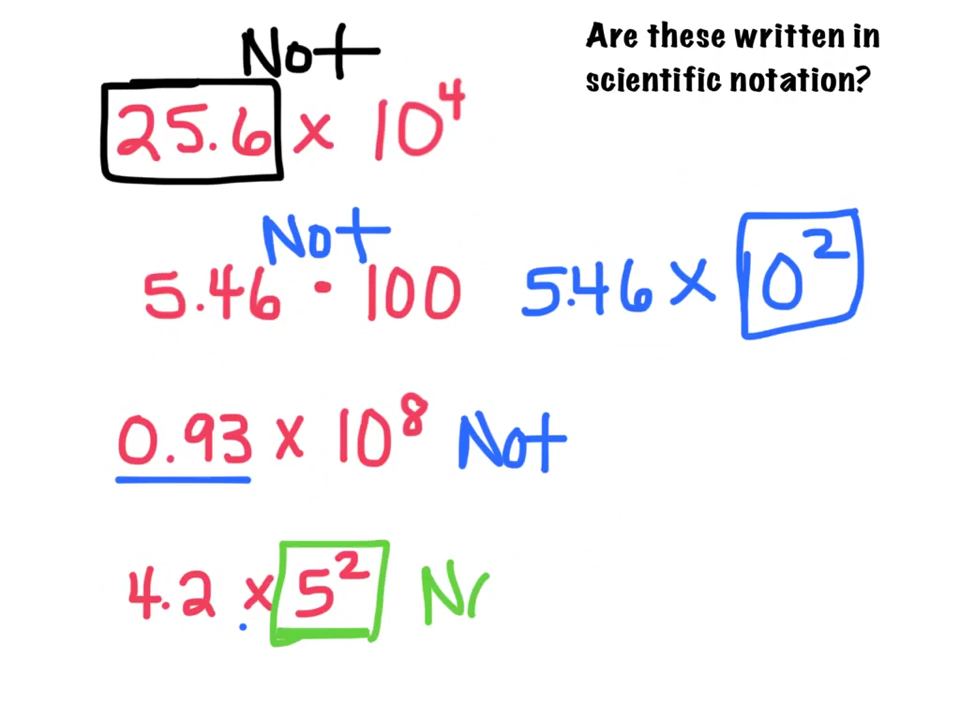 Are these written in
scientific notation?
Not
25.6 x 10⁴
Not
5.46 · 100
5.46 x 10²
0.93 x 10⁸ Not
4.2 x 5²